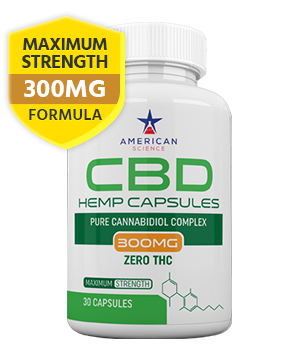 MAXIMUM
STRENGTH
300MG
FORMULA
AMERICAN
SCIENCE
CBD
HEMP CAPSULES
PURE CANNABIDIOL COMPLEX
300MG
ZERO THC
MAXIMUM STRENGTH
30 CAPSULES